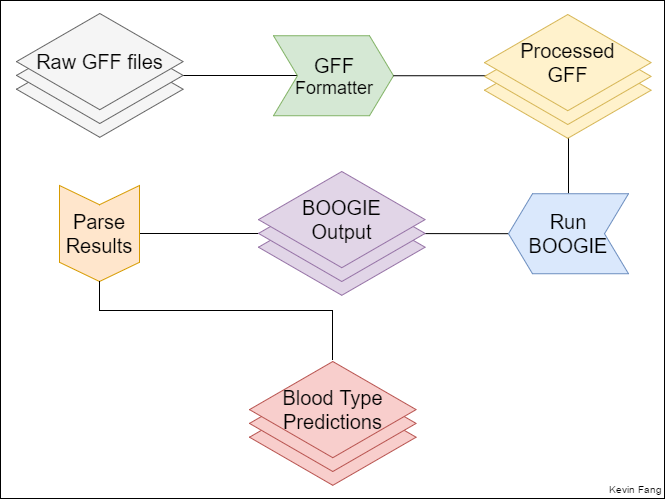 Raw GFF files
GFF
Formatter
Processed
GFF
Parse
Results
BOOGIE
Output
Run
BOOGIE
Blood Type
Predictions
Kevin Fang